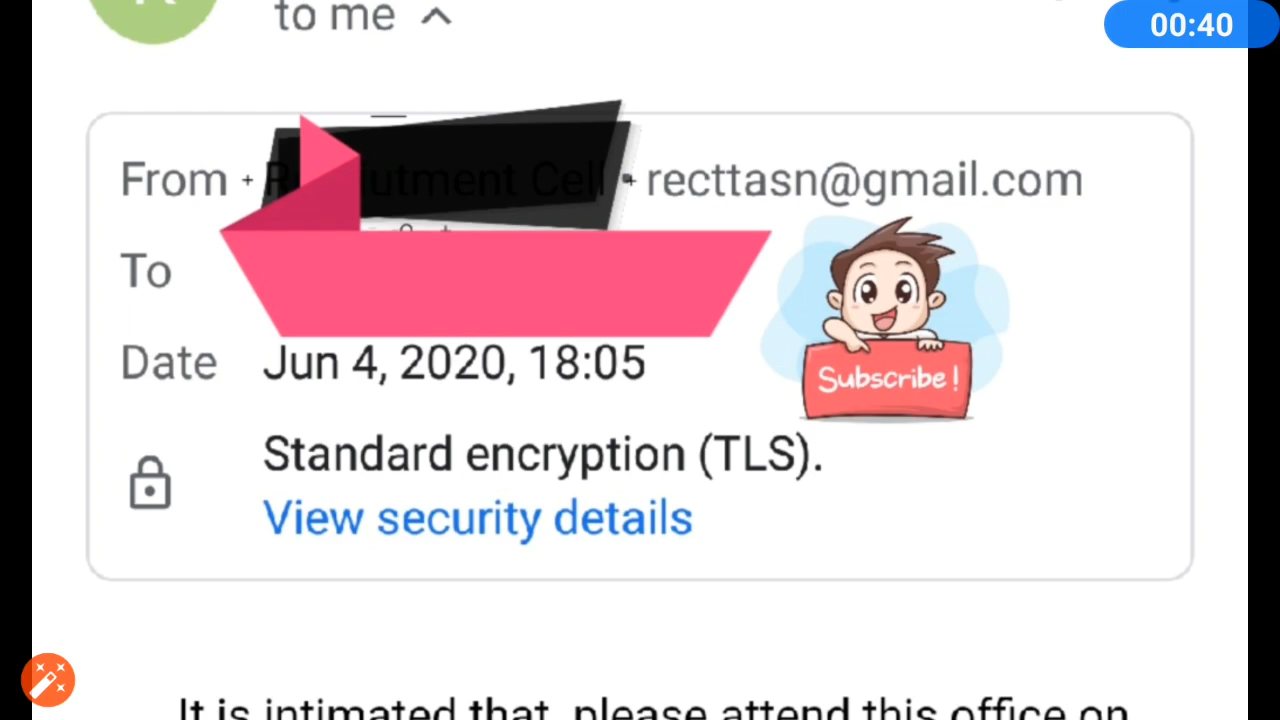 to me
00:40
From Recruitment Cell • recttasn@gmail.com
To
Date Jun 4, 2020, 18:05
Subscribe!
Standard encryption (TLS).
View security details
It is intimated that, please attend this office on